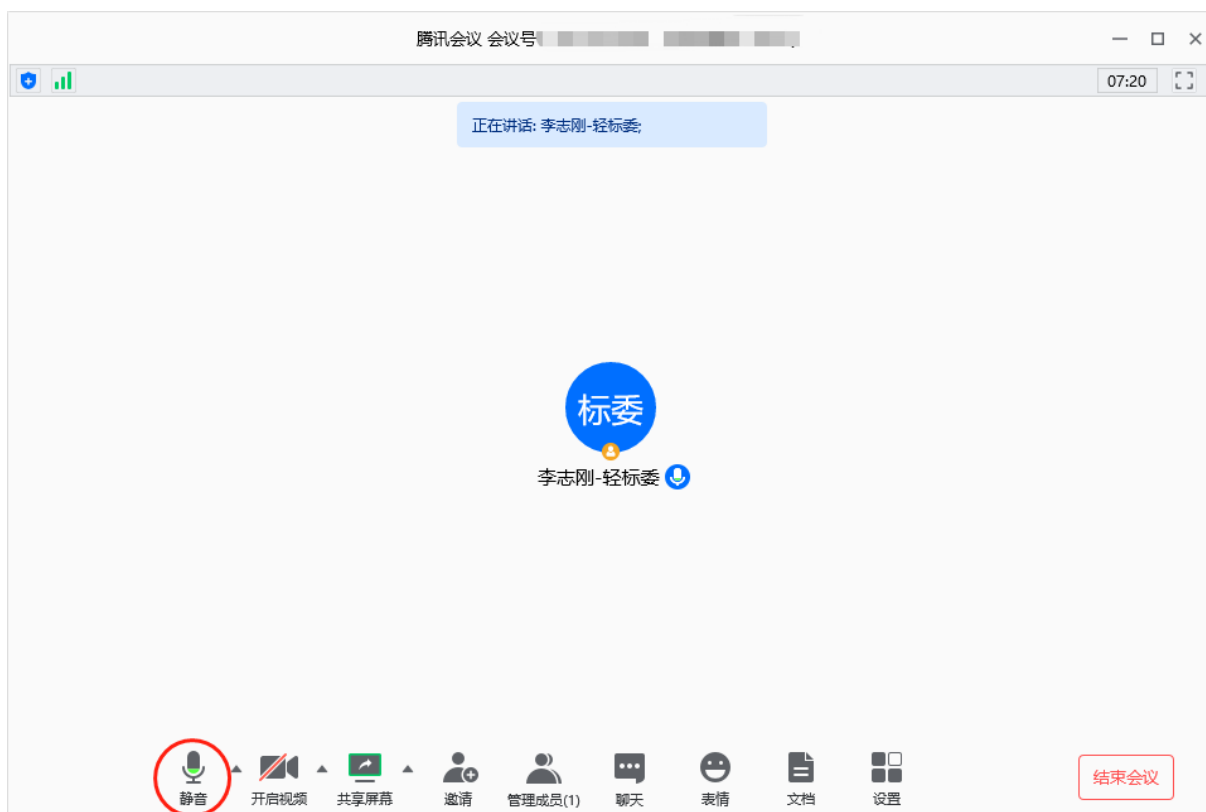 腾讯会议 会议号
07:20
正在讲话: 李志刚-轻标委;
标委
李志刚-轻标委
静音 开启视频 共享屏幕 邀请 管理成员(1) 聊天 表情 文档 设置
结束会议